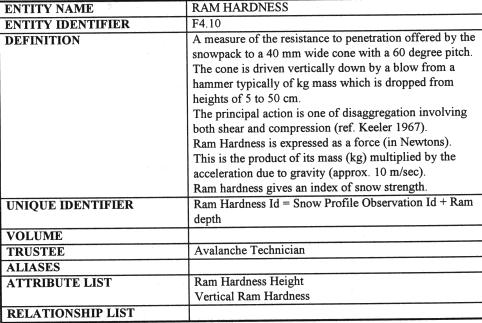 ENTITY NAME RAM HARDNESS
ENTITY IDENTIFIER F4.10
DEFINITION A measure of the resistance to penetration offered by the
snowpack to a 40 mm wide cone with a 60 degree pitch.
The cone is driven vertically down by a blow from a
hammer typically of kg mass which is dropped from
heights of 5 to 50 cm.
The principal action is one of disaggregation involving
both shear and compression (ref. Keeler 1967).
Ram Hardness is expressed as a force (in Newtons).
This is the product of its mass (kg) multiplied by the
acceleration due to gravity (approx. 10 m/sec).
Ram hardness gives an index of snow strength.
UNIQUE IDENTIFIER Ram Hardness Id = Snow Profile Observation Id + Ram
depth
VOLUME
TRUSTEE Avalanche Technician
ALIASES
ATTRIBUTE LIST Ram Hardness Height
Vertical Ram Hardness
RELATIONSHIP LIST